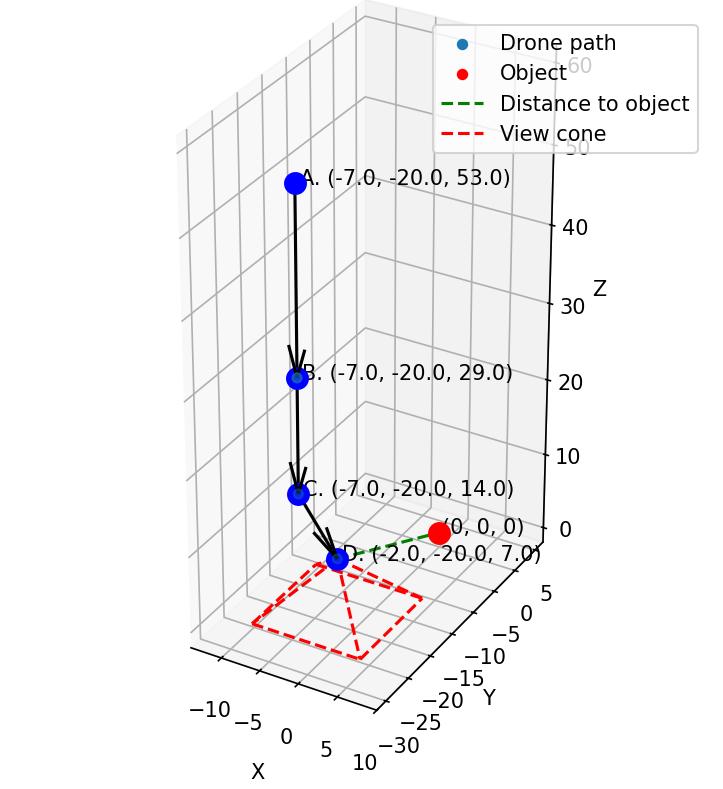 Drone path
Object
Distance to object
View cone
60
50
40
30
20
10
0
Z
A. (-7.0, -20.0, 53.0)
B. (-7.0, -20.0, 29.0)
C. (-7.0, -20.0, 14.0)
(0, 0, 0)
D. (-2.0, -20.0, 7.0)
5
0
−5
−10
−15
−20
−25
−30
Y
−10
−5
0
5
10
X